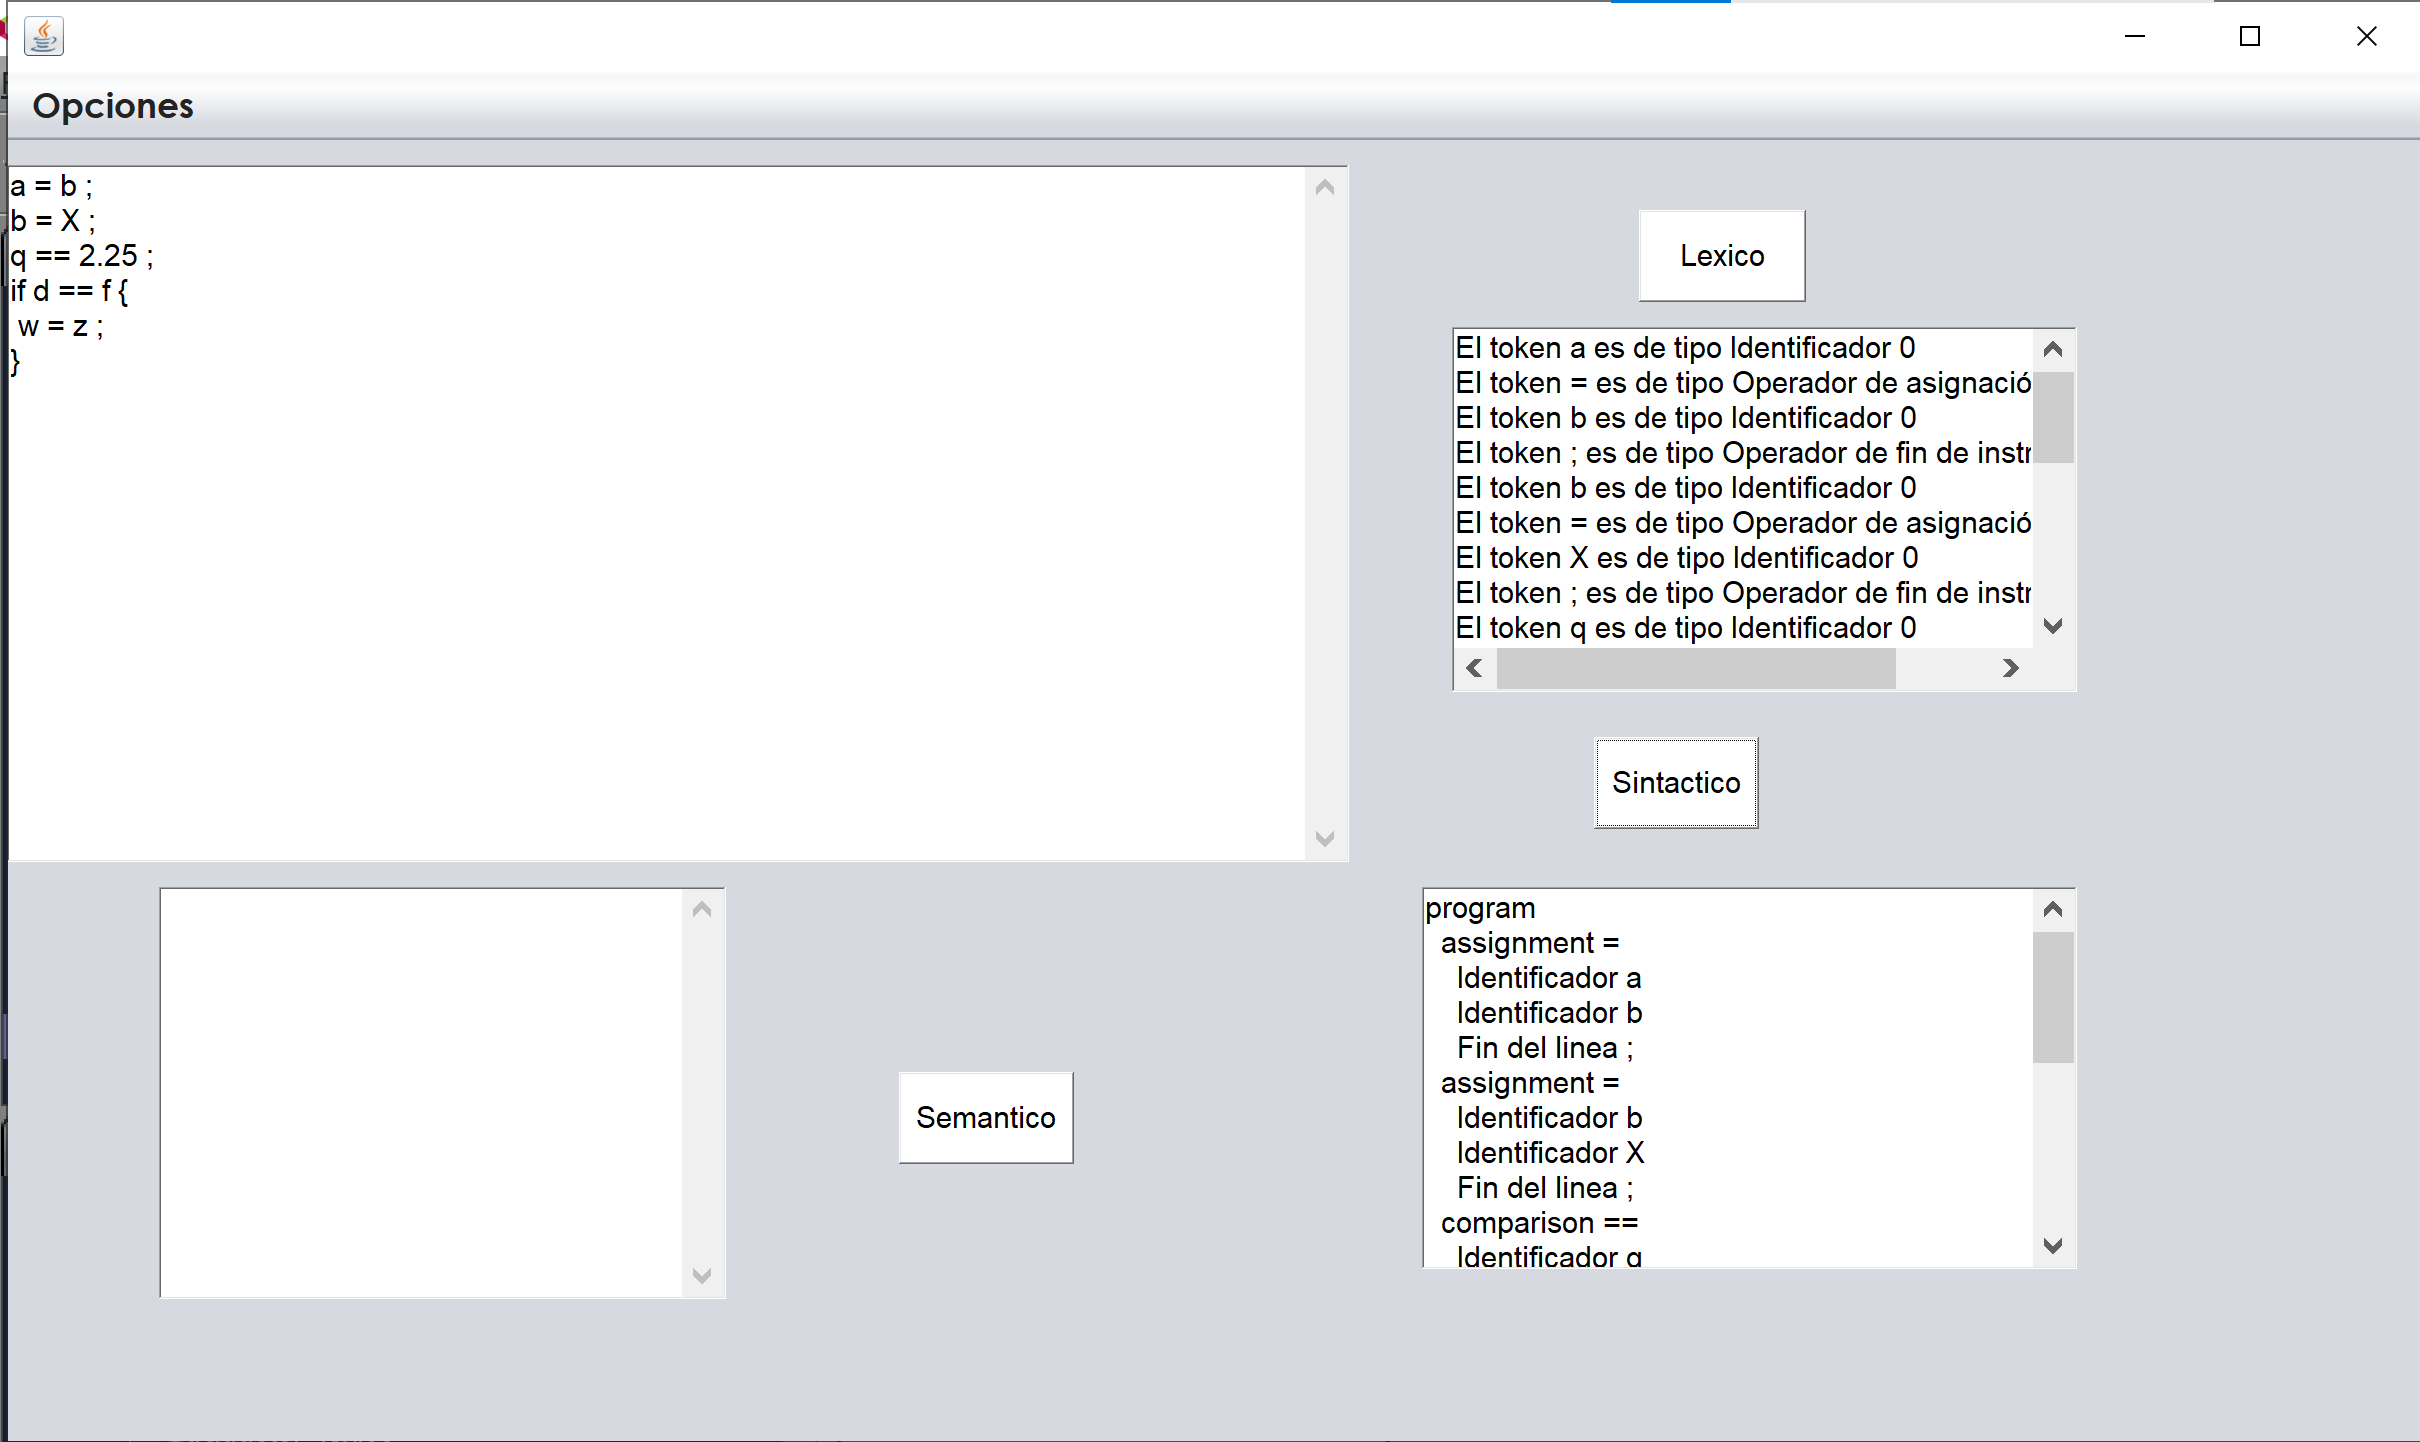 Opciones
a = b ;
b = X ;
q == 2.25 ;
if d == f {
 w = z ;
}
Lexico
El token a es de tipo Identificador 0
El token = es de tipo Operador de asignació
El token b es de tipo Identificador 0
El token ; es de tipo Operador de fin de instr
El token b es de tipo Identificador 0
El token = es de tipo Operador de asignació
El token X es de tipo Identificador 0
El token ; es de tipo Operador de fin de instr
El token q es de tipo Identificador 0
Sintactico
program
  assignment =
    Identificador a
    Identificador b
    Fin del linea ;
  assignment =
    Identificador b
    Identificador X
    Fin del linea ;
  comparison ==
    Identificador q
Semantico